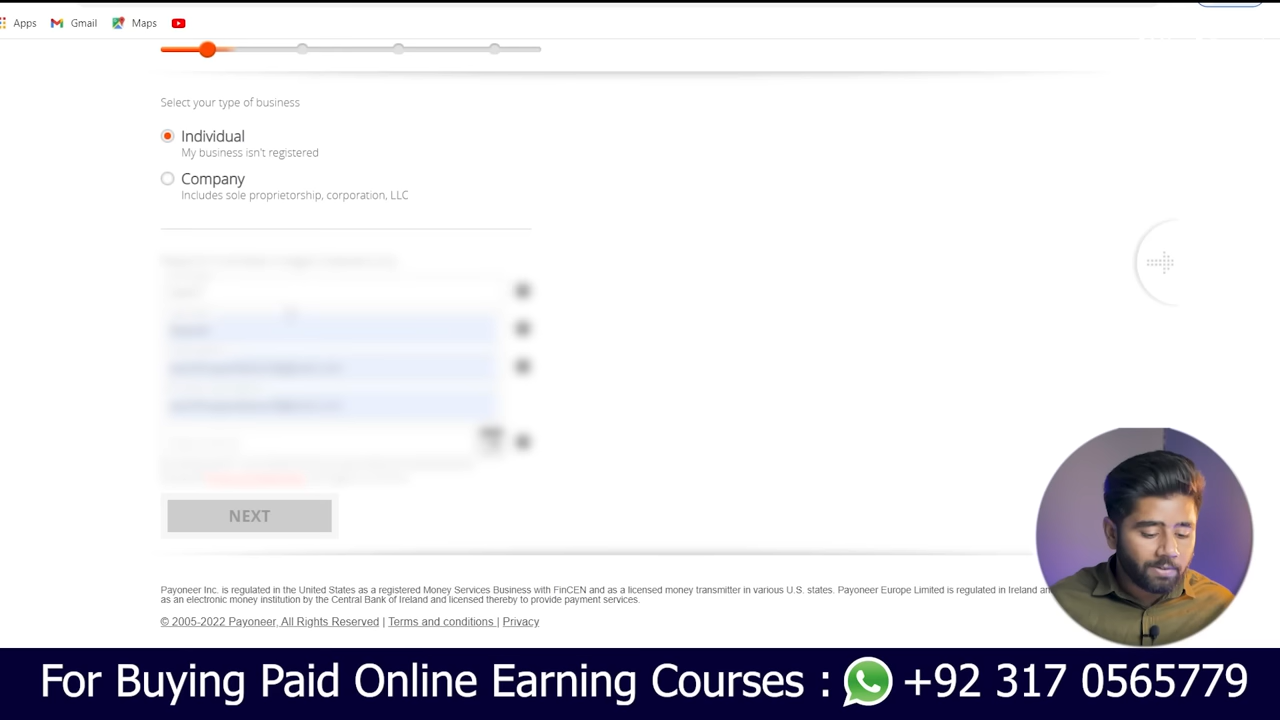 Apps Gmail Maps
Select your type of business
Individual
My business isn't registered
Company
Includes sole proprietorship, corporation, LLC
NEXT
Payoneer Inc. is regulated in the United States as a registered Money Services Business with FinCEN and as a licensed money transmitter in various U.S. states. Payoneer Europe Limited is regulated in Ireland and
as an electronic money institution by the Central Bank of Ireland and licensed thereby to provide payment services.
© 2005-2022 Payoneer, All Rights Reserved | Terms and conditions | Privacy
For Buying Paid Online Earning Courses : +92 317 0565779